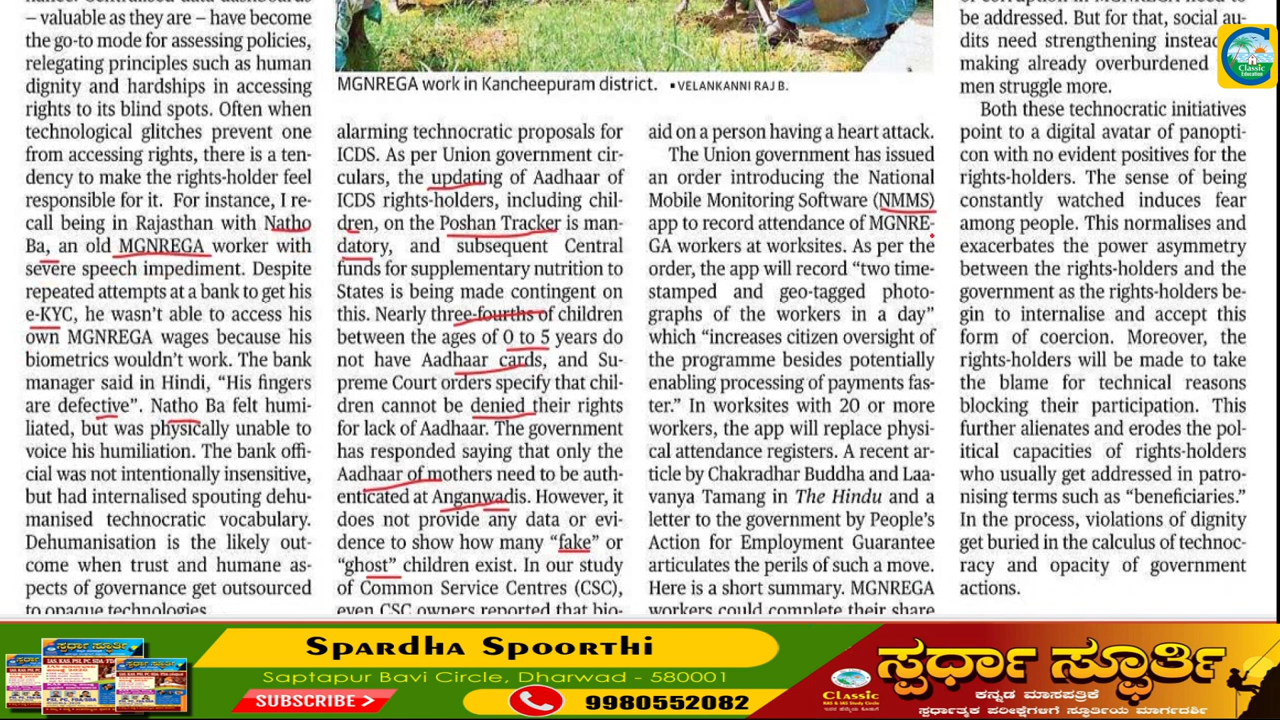 – valuable as they are – have become
the go-to mode for assessing policies,
relegating principles such as human
dignity and hardships in accessing
rights to its blind spots. Often when
technological glitches prevent one
from accessing rights, there is a ten-
dency to make the rights-holder feel
responsible for it. For instance, I re-
call being in Rajasthan with Natho
Ba, an old MGNREGA worker with
severe speech impediment. Despite
repeated attempts at a bank to get his
e-KYC, he wasn't able to access his
own MGNREGA wages because his
biometrics wouldn't work. The bank
manager said in Hindi, “His fingers
are defective”. Natho Ba felt humi-
liated, but was physically unable to
voice his humiliation. The bank offi-
cial was not intentionally insensitive,
but had internalised spouting dehu-
manised technocratic vocabulary.
Dehumanisation is the likely out-
come when trust and humane as-
pects of governance get outsourced
to opaque technologies.
MGNREGA work in Kancheepuram district. ▪ VELANKANNI RAJ B.
alarming technocratic proposals for
ICDS. As per Union government cir-
culars, the updating of Aadhaar of
ICDS rights-holders, including chil-
dren, on the Poshan Tracker is man-
datory, and subsequent Central
funds for supplementary nutrition to
States is being made contingent on
this. Nearly three-fourths of children
between the ages of 0 to 5 years do
not have Aadhaar cards, and Su-
preme Court orders specify that chil-
dren cannot be denied their rights
for lack of Aadhaar. The government
has responded saying that only the
Aadhaar of mothers need to be auth-
enticated at Anganwadis. However, it
does not provide any data or evi-
dence to show how many “fake” or
“ghost” children exist. In our study
of Common Service Centres (CSC),
even CSC owners reported that bio-
aid on a person having a heart attack.
The Union government has issued
an order introducing the National
Mobile Monitoring Software (NMMS)
app to record attendance of MGNRE-
GA workers at worksites. As per the
order, the app will record “two time-
stamped and geo-tagged photo-
graphs of the workers in a day”
which “increases citizen oversight of
the programme besides potentially
enabling processing of payments fas-
ter.” In worksites with 20 or more
workers, the app will replace physi-
cal attendance registers. A recent ar-
ticle by Chakradhar Buddha and Laa-
vanya Tamang in The Hindu and a
letter to the government by People's
Action for Employment Guarantee
articulates the perils of such a move.
Here is a short summary. MGNREGA
workers could complete their share
be addressed. But for that, social au-
dits need strengthening instead
making already overburdened
men struggle more.
Both these technocratic initiatives
point to a digital avatar of panopti-
con with no evident positives for the
rights-holders. The sense of being
constantly watched induces fear
among people. This normalises and
exacerbates the power asymmetry
between the rights-holders and the
government as the rights-holders be-
gin to internalise and accept this
form of coercion. Moreover, the
rights-holders will be made to take
the blame for technical reasons
blocking their participation. This
further alienates and erodes the pol-
itical capacities of rights-holders
who usually get addressed in patro-
nising terms such as “beneficiaries.”
In the process, violations of dignity
get buried in the calculus of technoc-
racy and opacity of government
actions.
Classic
Education
Spardha Spoorthi
Saptapur Bavi Circle, Dharwad - 580001
SUBSCRIBE
9980552082
Classic
KAS & IAS Study Circle
ಸ್ಪರ್ಧಾ ಸ್ಫೂರ್ತಿ
ಕನ್ನಡ ಮಾಸಪತ್ರಿಕೆ
ಸ್ಪರ್ಧಾತ್ಮಕ ಪರೀಕ್ಷೆಗಳಿಗೆ ಸ್ಫೂರ್ತಿಯ ಮಾರ್ಗದರ್ಶಿ